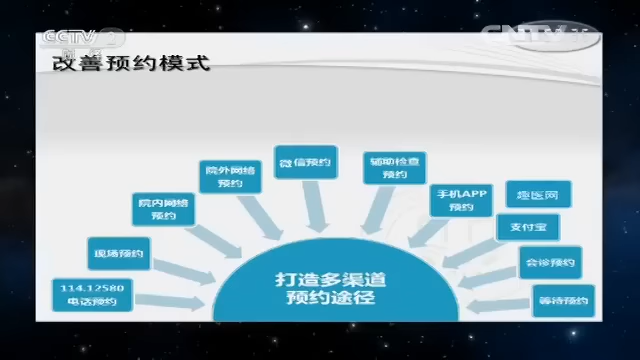 CCTV 2
CNTV
改善预约模式
微信预约
辅助检查
预约
院外网络
预约
手机APP
预约
趣医网
院内网络
预约
支付宝
现场预约
会诊预约
114.12580
电话预约
等待预约
打造多渠道
预约途径